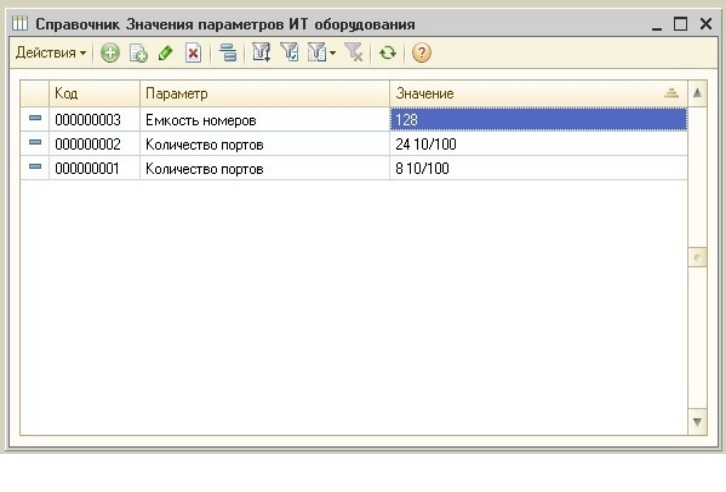 Справочник Значения параметров ИТ оборудования
Действия
Код Параметр Значение
000000003 Емкость номеров 128
000000002 Количество портов 24 10/100
000000001 Количество портов 8 10/100